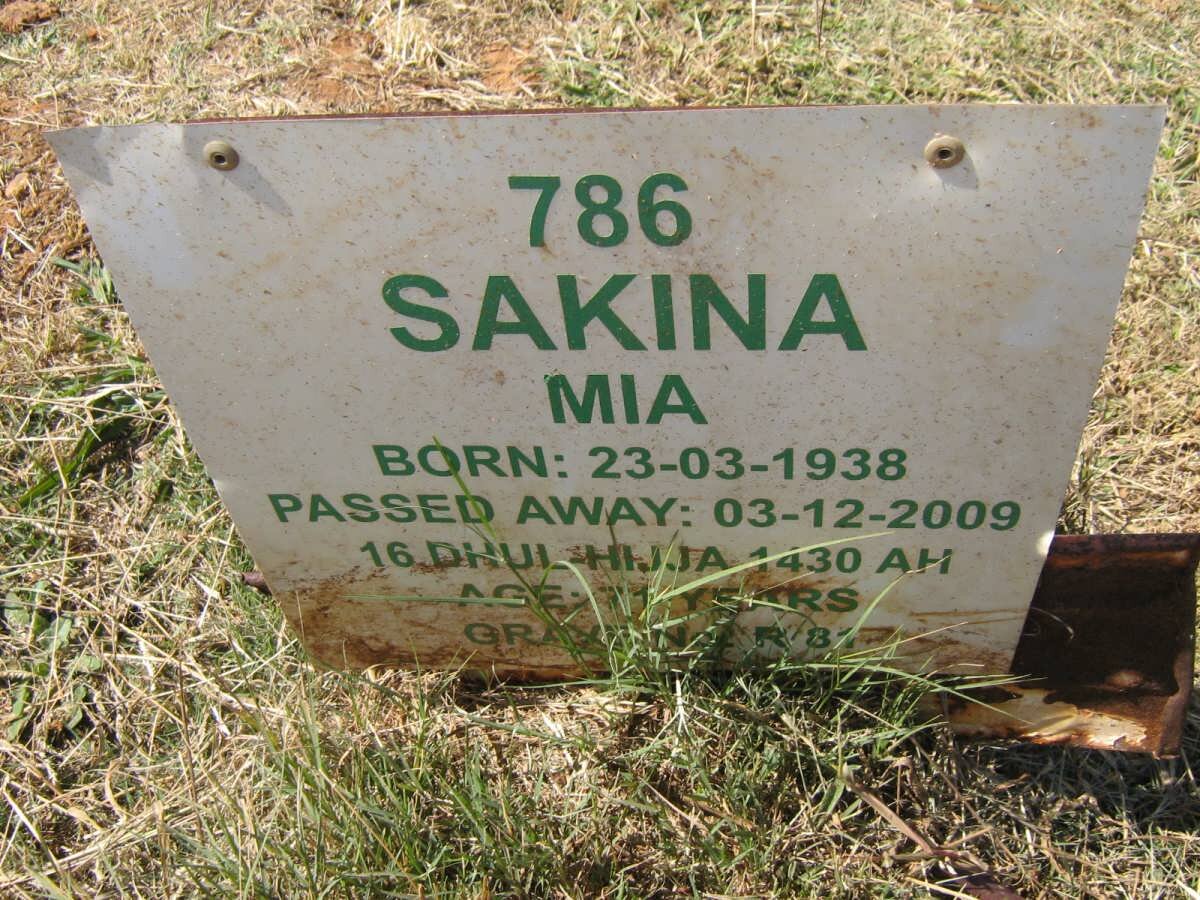 786
SAKINA
MIA
BORN: 23-03-1938
PASSED AWAY: 03-12-2009
16 DHUL-HIJJA 1430 AH
AGE: 71 YEARS